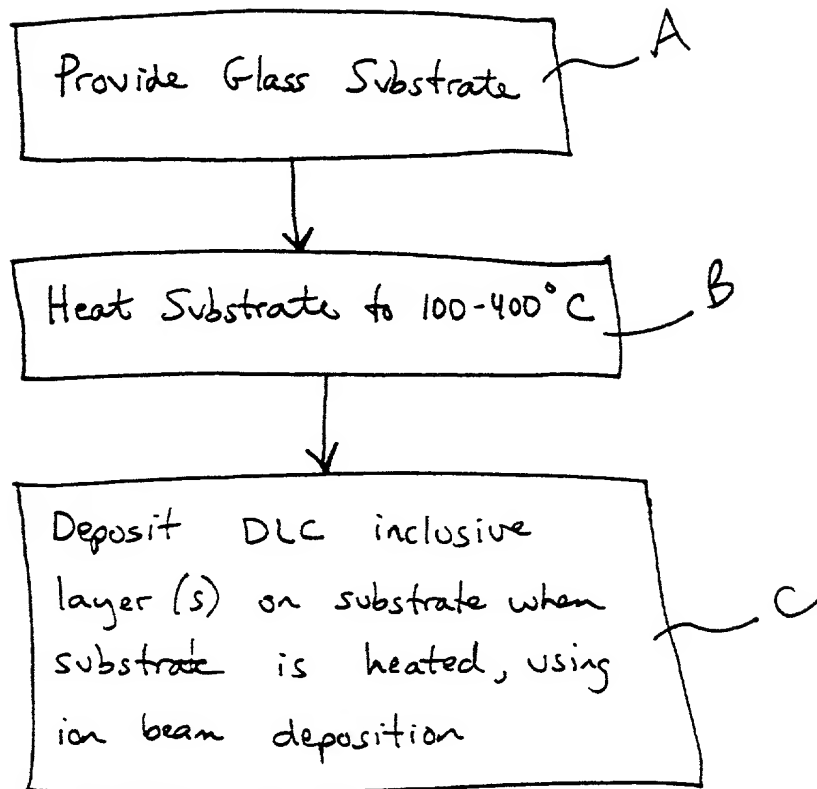 Provide Glass Substrate
A
Heat Substrate to 100-400°C
B
Deposit DLC inclusive
layer(s) on substrate when
substrate is heated, using
ion beam deposition
C